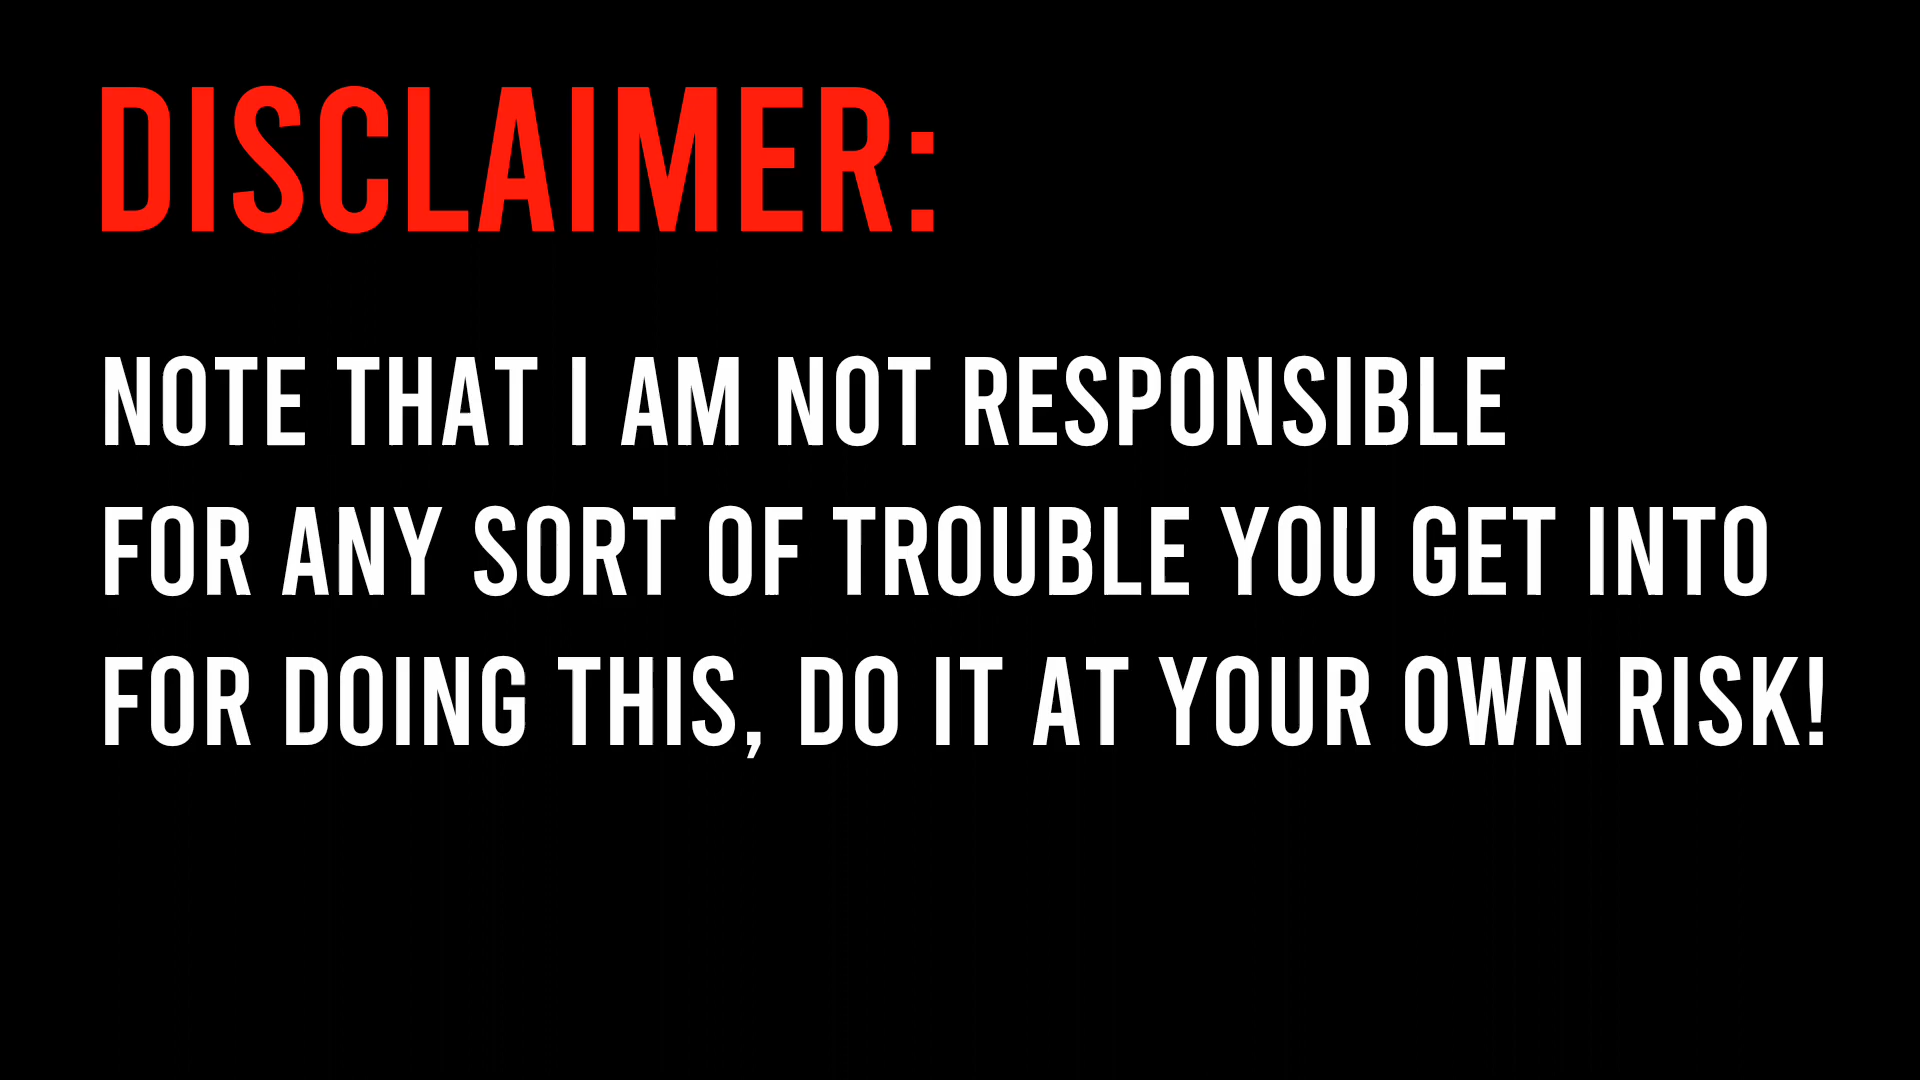 DISCLAIMER:
NOTE THAT I AM NOT RESPONSIBLE
FOR ANY SORT OF TROUBLE YOU GET INTO
FOR DOING THIS, DO IT AT YOUR OWN RISK!